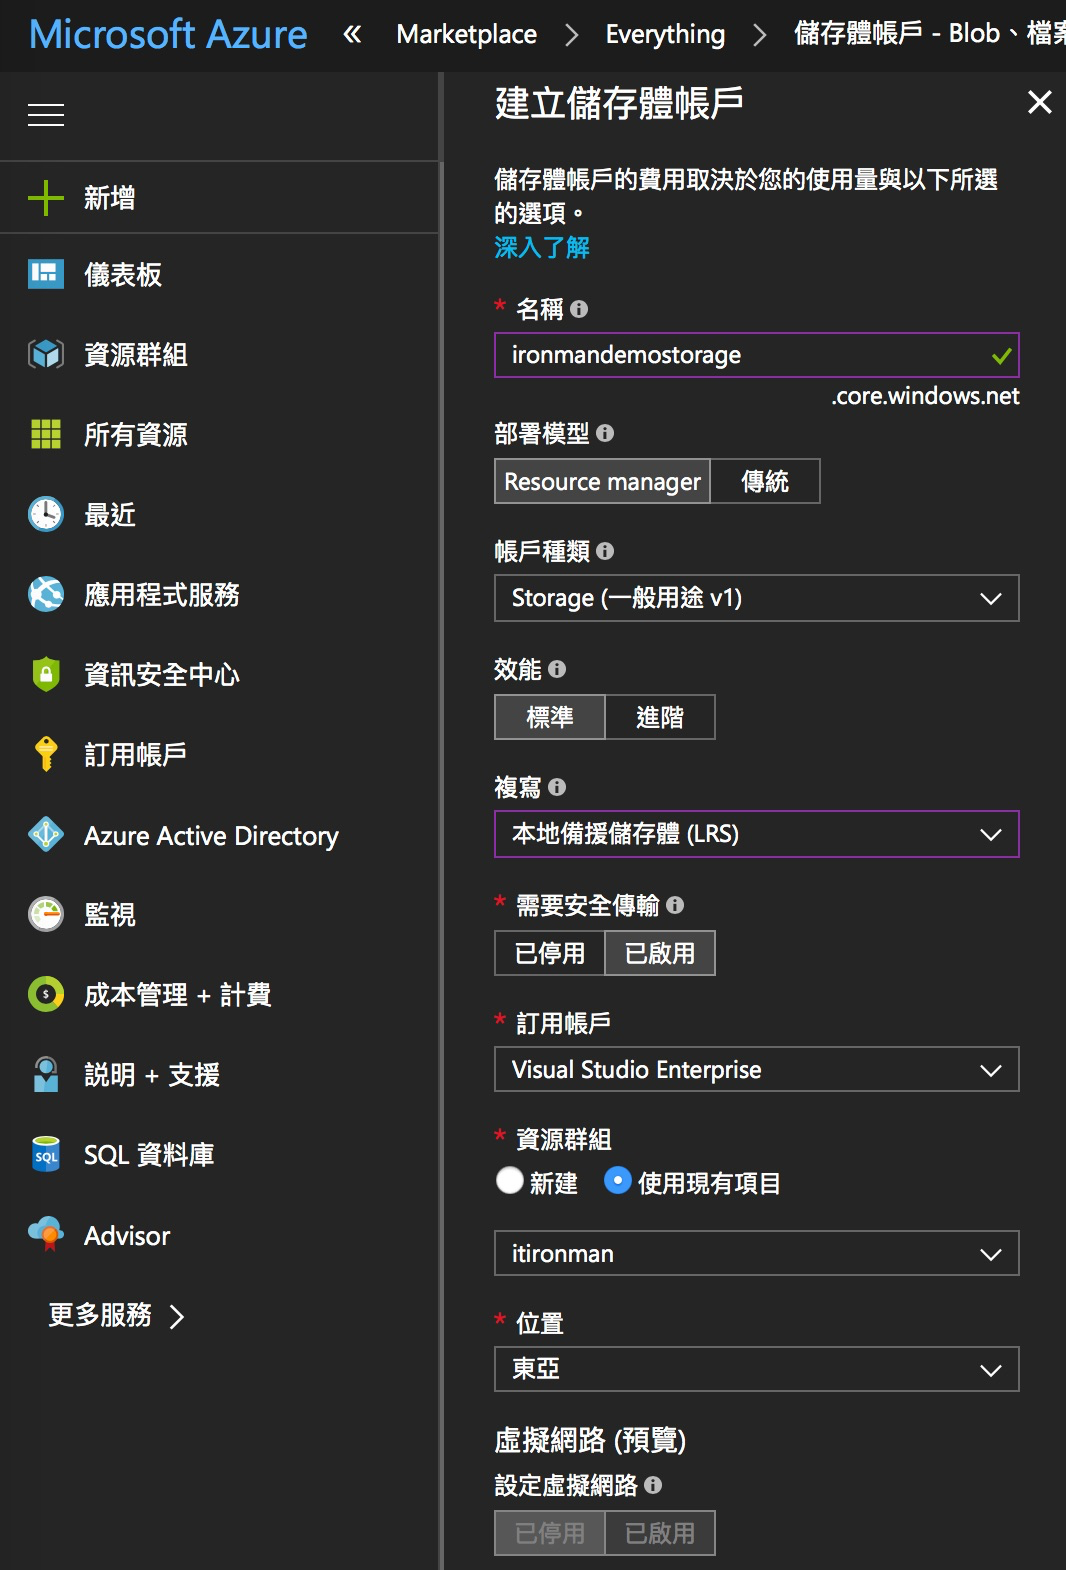 Microsoft Azure « Marketplace > Everything > 儲存體帳戶 - Blob、檔案
建立儲存體帳戶
儲存體帳戶的費用取決於您的使用量與以下所選
的選項。
深入了解
* 名稱
ironmandemostorage
.core.windows.net
部署模型
Resource manager 傳統
帳戶種類
Storage (一般用途 v1)
效能
標準 進階
複寫
本地備援儲存體 (LRS)
* 需要安全傳輸
已停用 已啟用
* 訂用帳戶
Visual Studio Enterprise
* 資源群組
新建 使用現有項目
itironman
* 位置
東亞
虛擬網路 (預覽)
設定虛擬網路
已停用 已啟用
新增
儀表板
資源群組
所有資源
最近
應用程式服務
資訊安全中心
訂用帳戶
Azure Active Directory
監視
成本管理 + 計費
說明 + 支援
SQL 資料庫
Advisor
更多服務 >